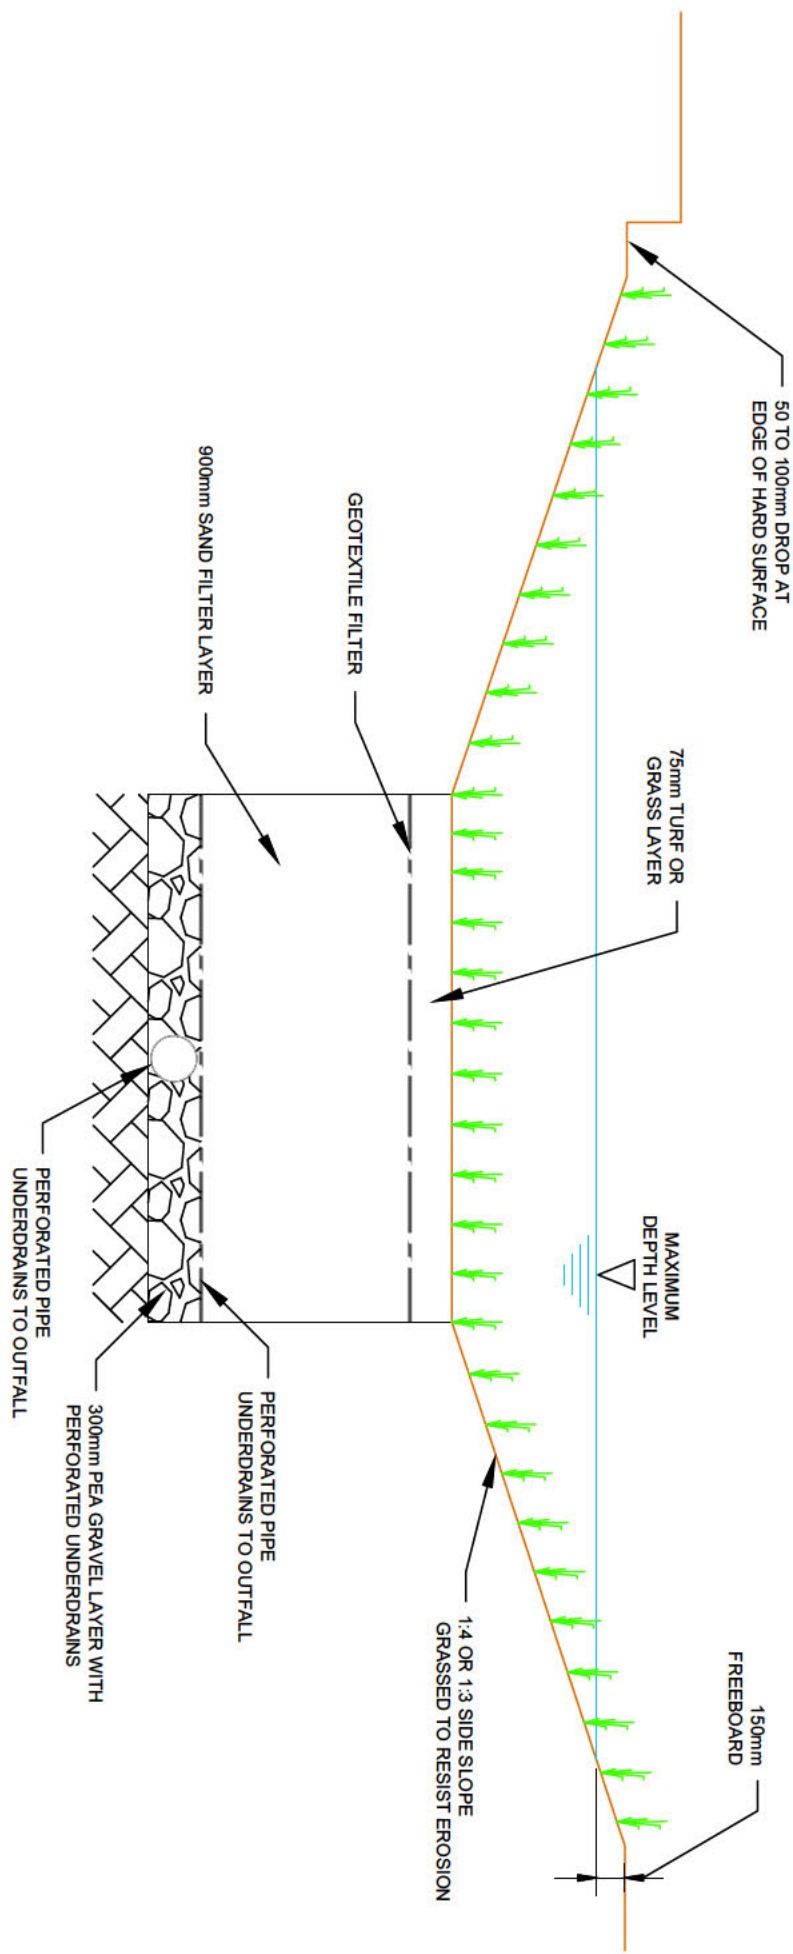 50 TO 100mm DROP AT
EDGE OF HARD SURFACE
75mm TURF OR
GRASS LAYER
MAXIMUM
DEPTH LEVEL
150mm
FREEBOARD
GEOTEXTILE FILTER
900mm SAND FILTER LAYER
1:4 OR 1:3 SIDE SLOPE
GRASSED TO RESIST EROSION
PERFORATED PIPE
UNDERDRAINS TO OUTFALL
300mm PEA GRAVEL LAYER WITH
PERFORATED UNDERDRAINS
PERFORATED PIPE
UNDERDRAINS TO OUTFALL